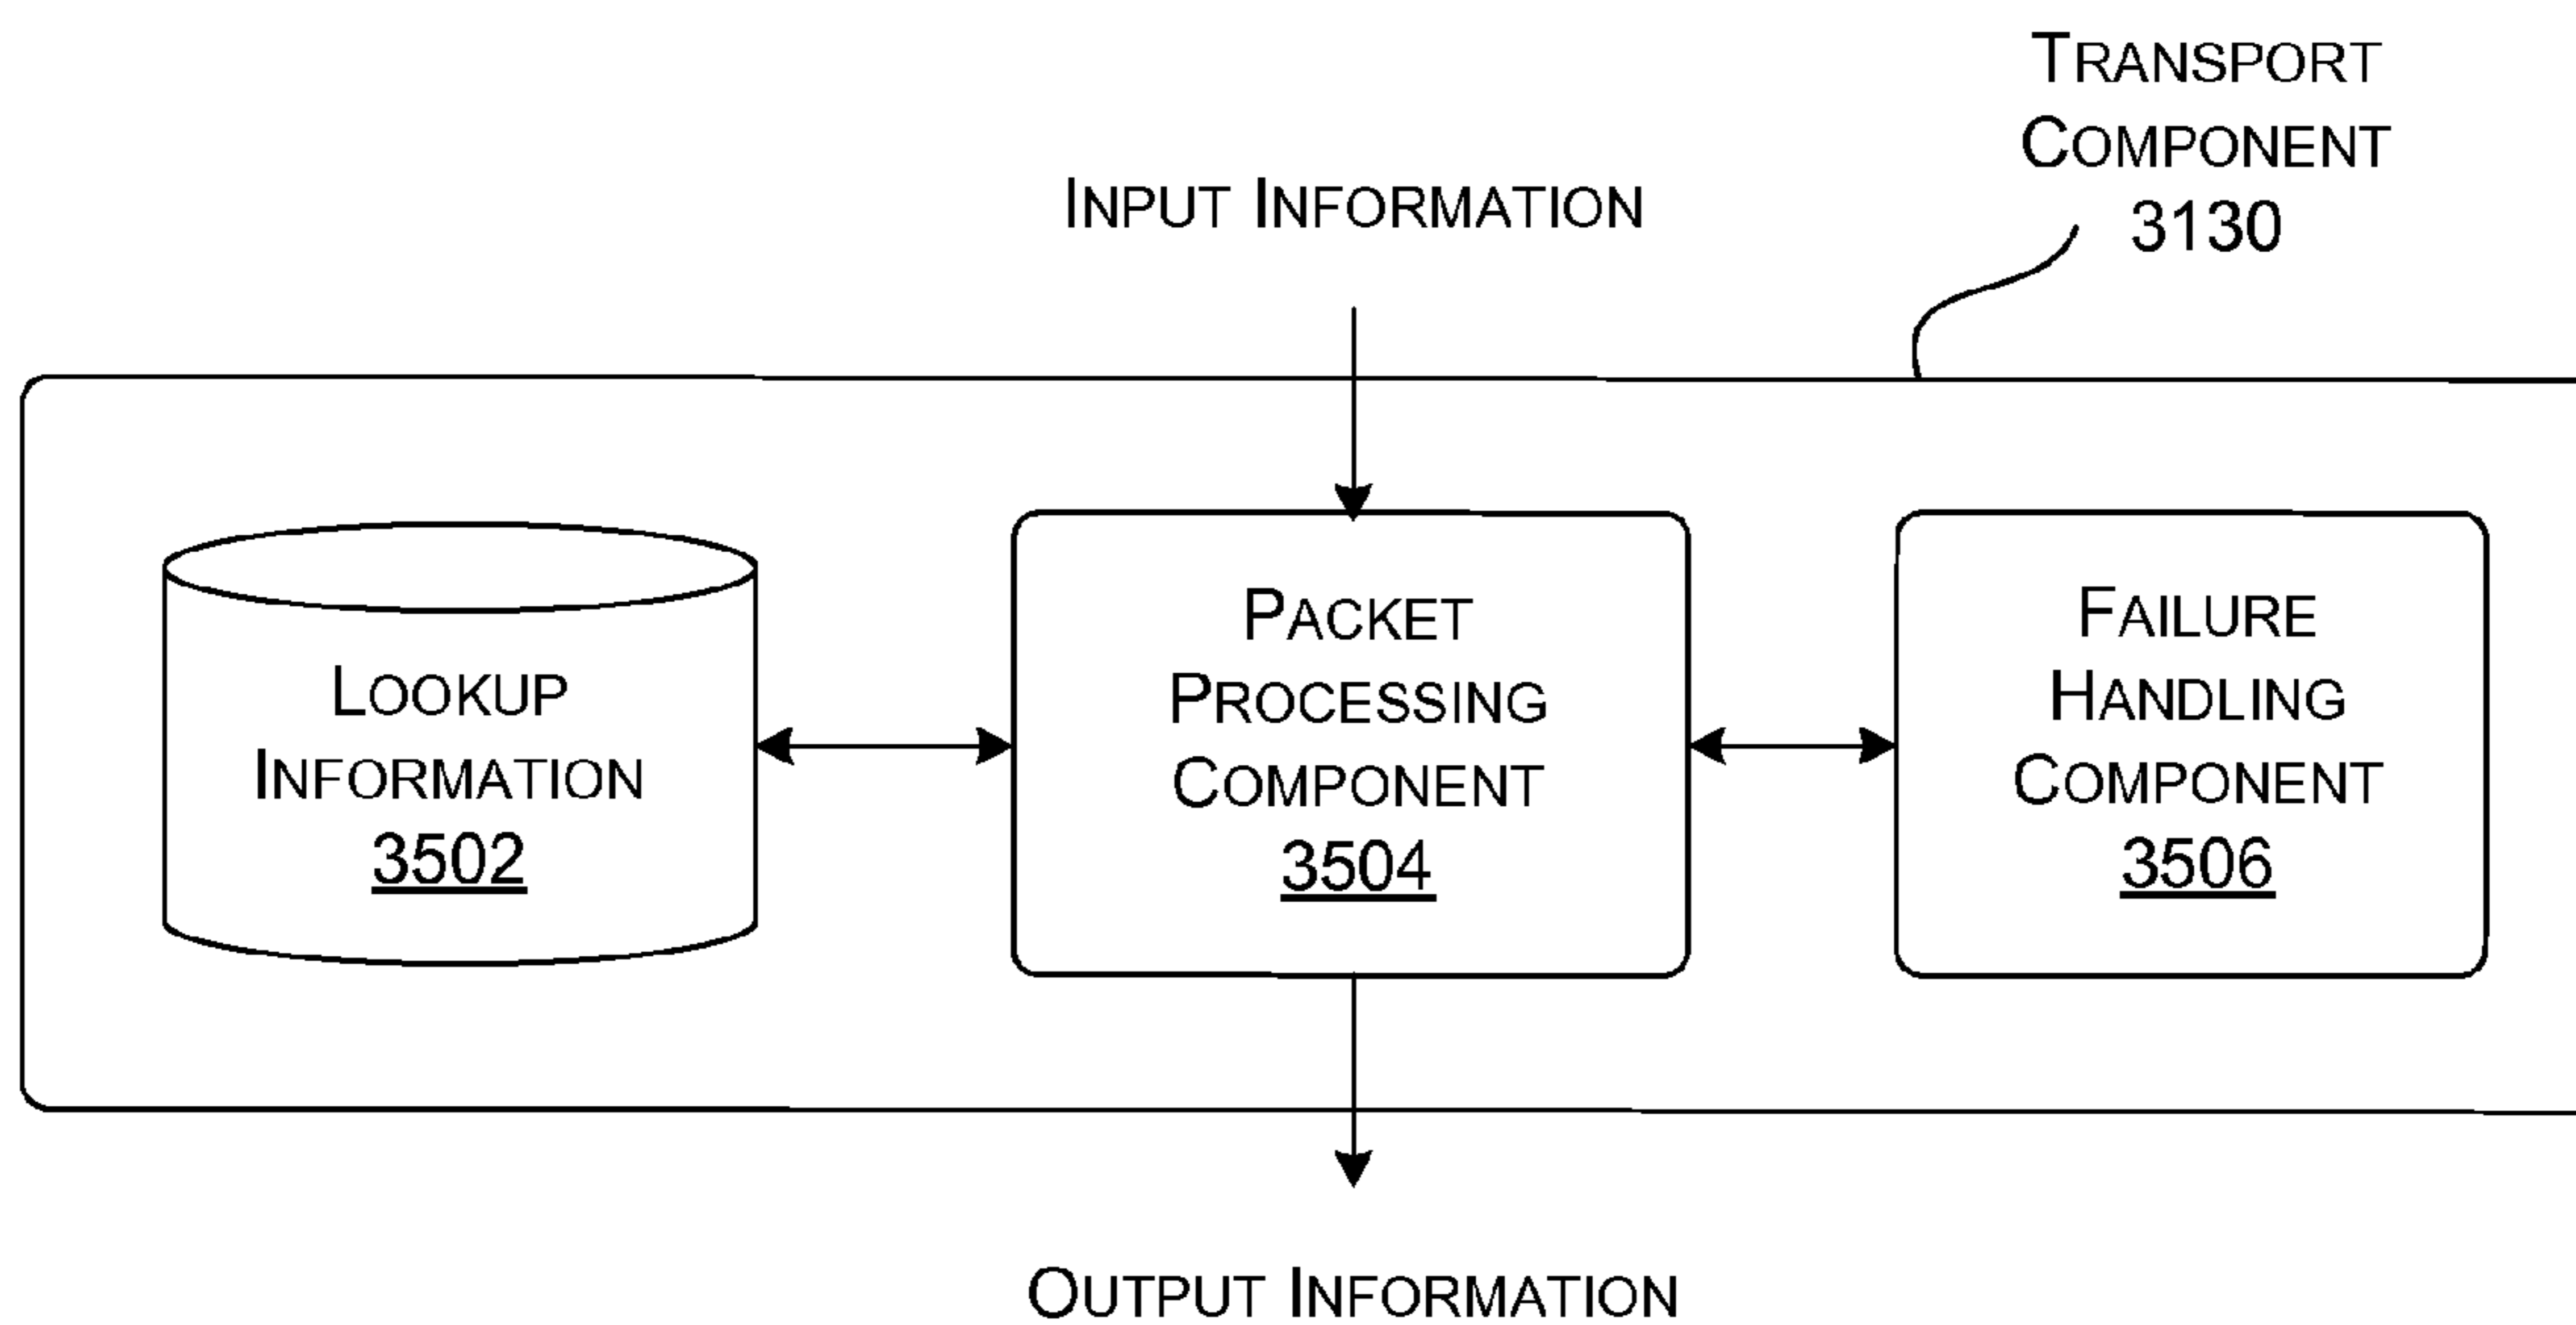 TRANSPORT
COMPONENT
3130
INPUT INFORMATION
LOOKUP
INFORMATION
3502
PACKET
PROCESSING
COMPONENT
3504
FAILURE
HANDLING
COMPONENT
3506
OUTPUT INFORMATION